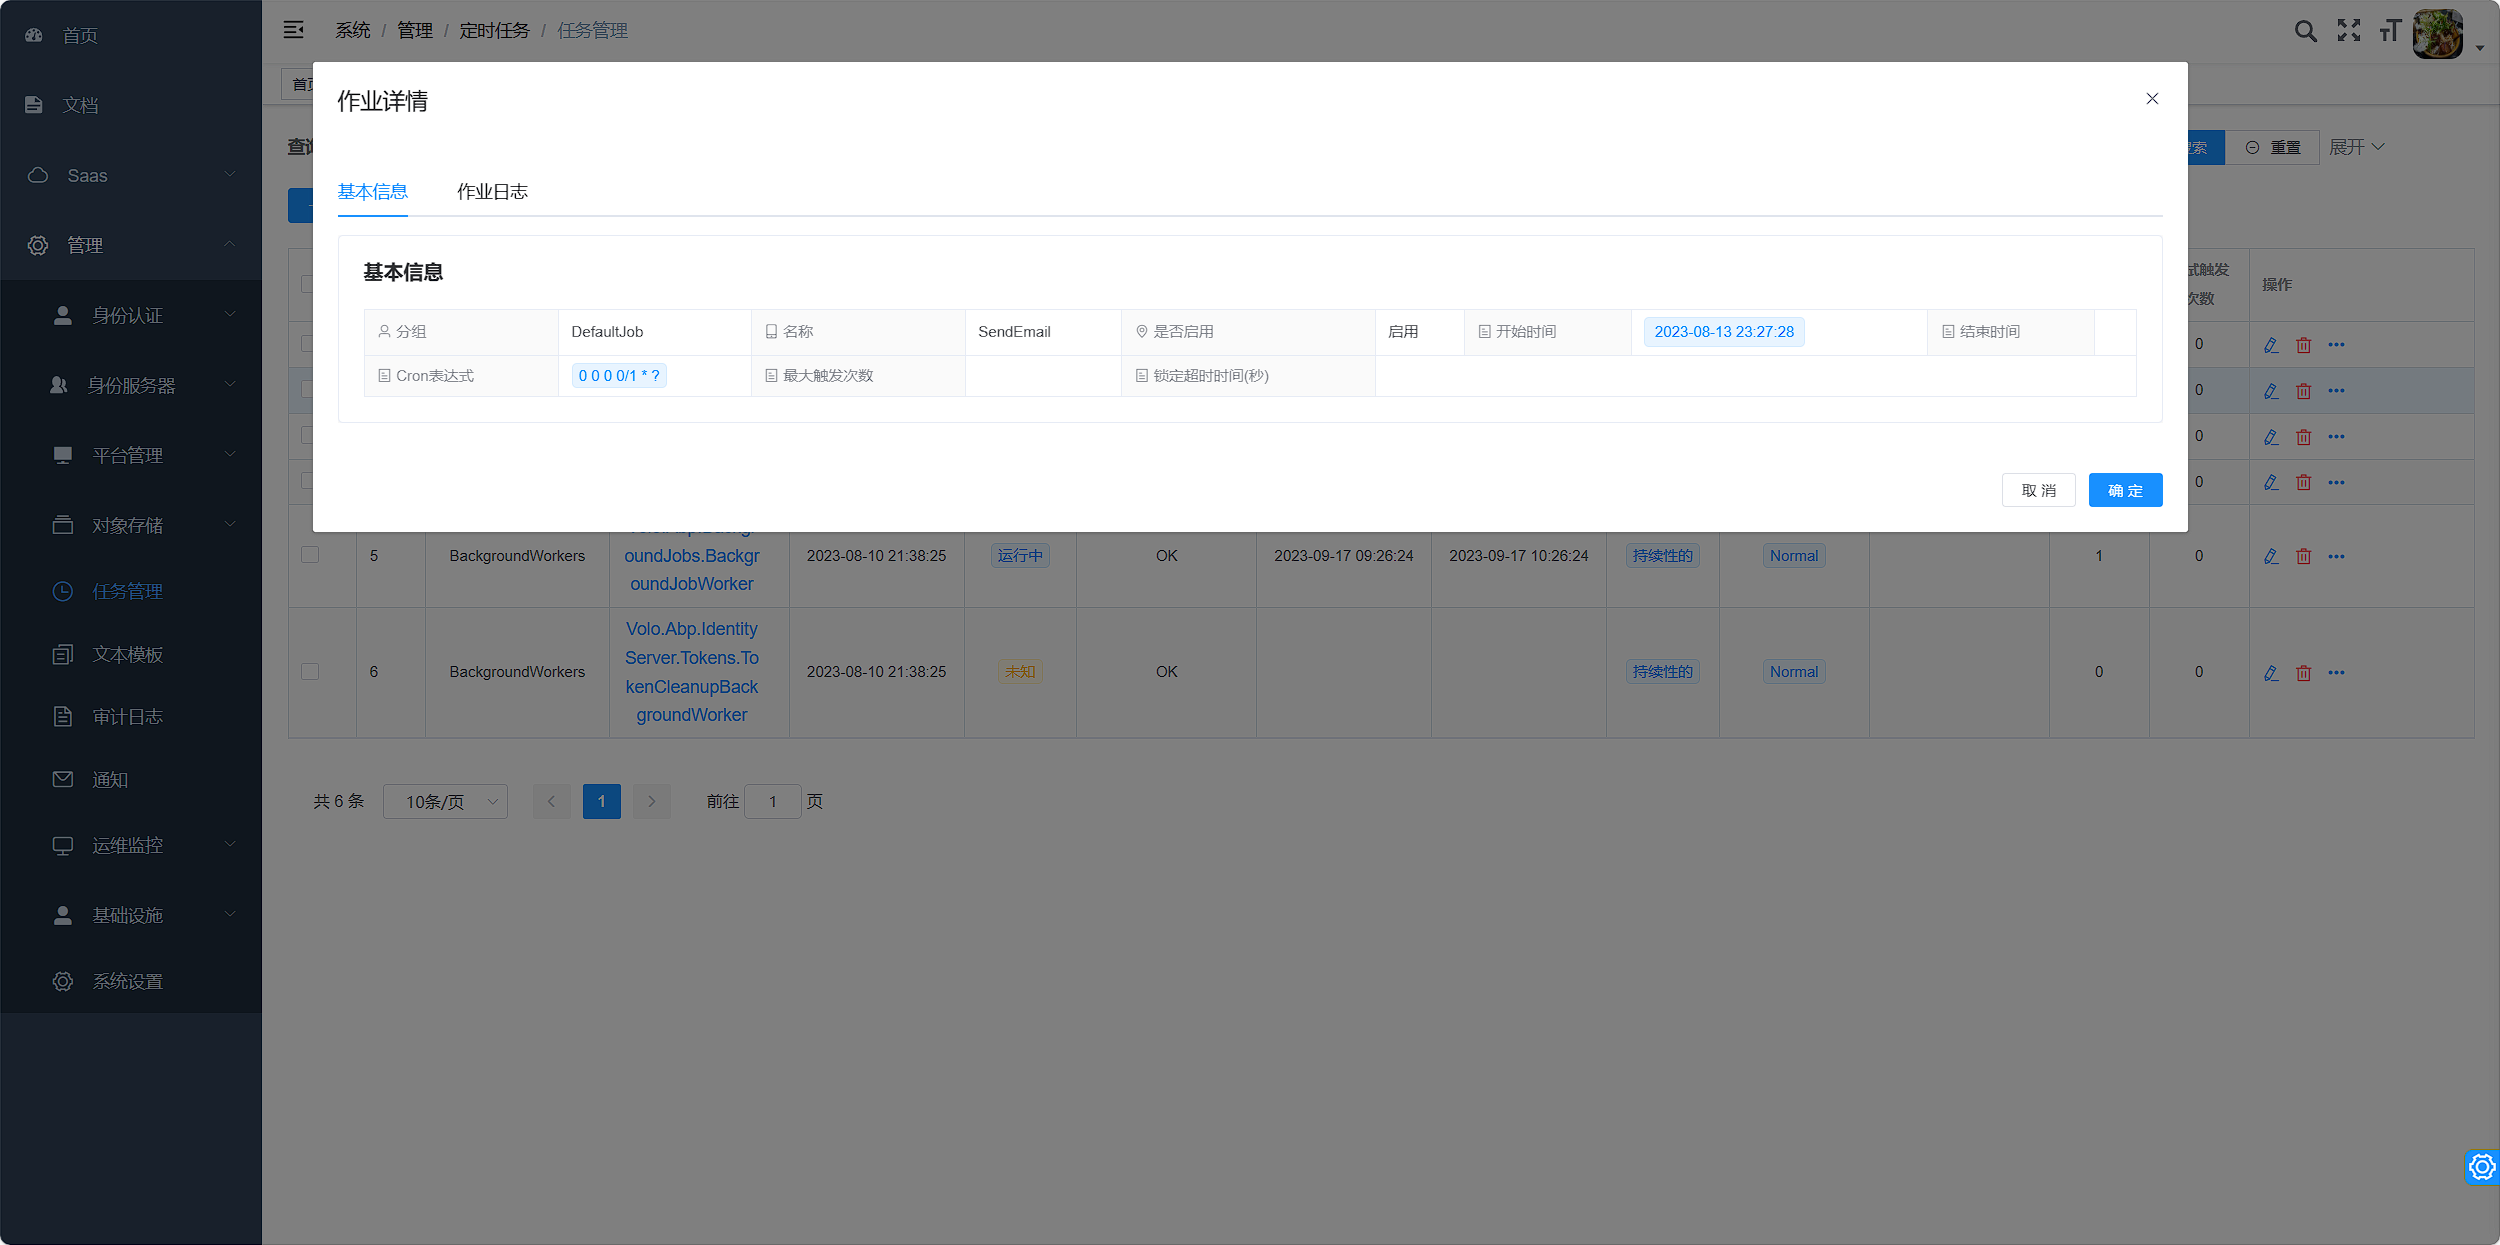 首页
文档
Saas
管理
身份认证
身份服务器
平台管理
对象存储
任务管理
文本模板
审计日志
通知
运维监控
基础设施
系统设置
系统 / 管理 / 定时任务 / 任务管理
首页
重置 展开
作业详情
基本信息 作业日志
基本信息
分组 DefaultJob 名称 SendEmail 是否启用 启用 开始时间 2023-08-13 23:27:28 结束时间
Cron表达式 0 0 0 0/1 * ? 最大触发次数 锁定超时时间(秒)
取 消 确 定
试触发
次数
操作
0
0
0
0
5 BackgroundWorkers
oundJobs.Backgr
oundJobWorker
2023-08-10 21:38:25 运行中 OK 2023-09-17 09:26:24 2023-09-17 10:26:24 持续性的 Normal 1 0
6 BackgroundWorkers
Volo.Abp.Identity
Server.Tokens.To
kenCleanupBack
groundWorker
2023-08-10 21:38:25 未知 OK 持续性的 Normal 0 0
共 6 条 10条/页 1 前往 1 页